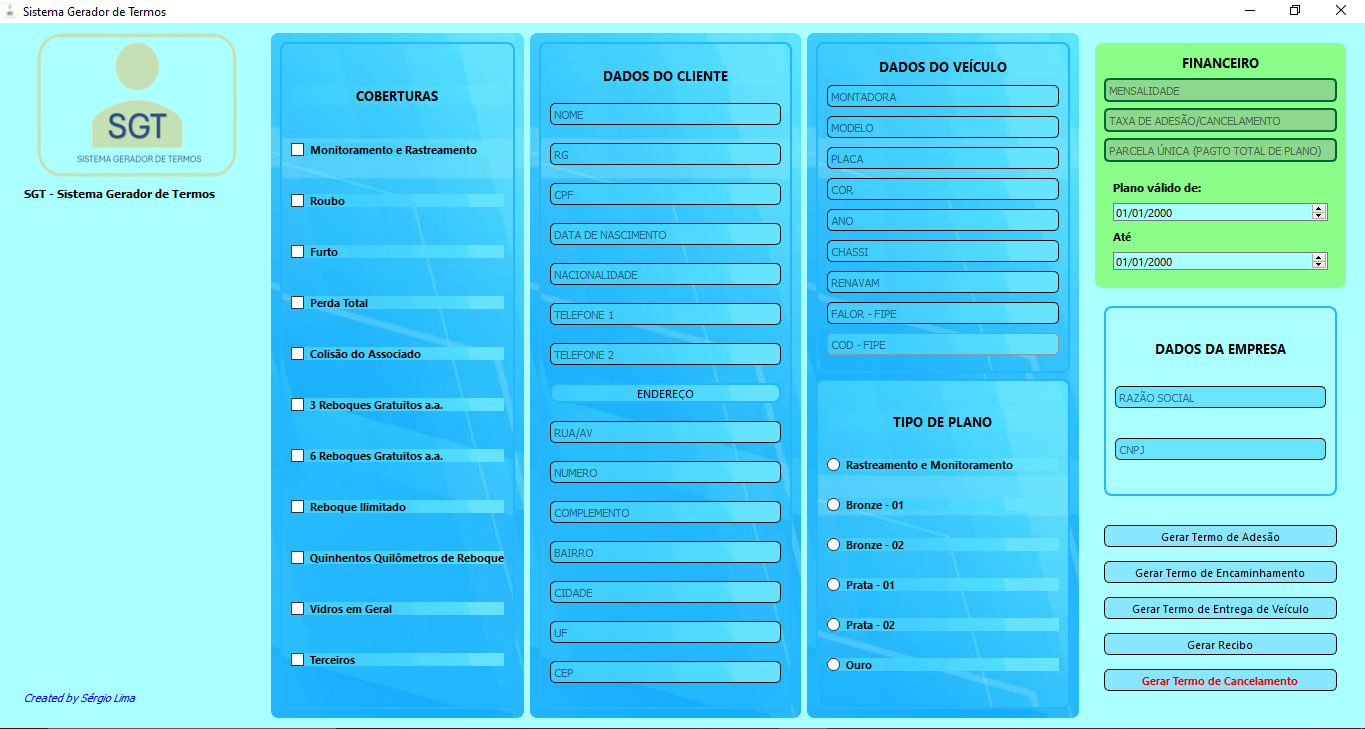 Sistema Gerador de Termos
SGT
SISTEMA GERADOR DE TERMOS
SGT - Sistema Gerador de Termos
Created by Sérgio Lima
COBERTURAS
Monitoramento e Rastreamento
Roubo
Furto
Perda Total
Colisão do Associado
3 Reboques Gratuitos a.a.
6 Reboques Gratuitos a.a.
Reboque Ilimitado
Quinhentos Quilômetros de Reboque
Vidros em Geral
Terceiros
DADOS DO CLIENTE
NOME
RG
CPF
DATA DE NASCIMENTO
NACIONALIDADE
TELEFONE 1
TELEFONE 2
ENDEREÇO
RUA/AV
NUMERO
COMPLEMENTO
BAIRRO
CIDADE
UF
CEP
DADOS DO VEÍCULO
MONTADORA
MODELO
PLACA
COR
ANO
CHASSI
RENAVAM
FALOR - FIPE
COD - FIPE
TIPO DE PLANO
Rastreamento e Monitoramento
Bronze - 01
Bronze - 02
Prata - 01
Prata - 02
Ouro
FINANCEIRO
MENSALIDADE
TAXA DE ADESÃO/CANCELAMENTO
PARCELA ÚNICA (PAGTO TOTAL DE PLANO)
Plano válido de:
01/01/2000
Até
01/01/2000
DADOS DA EMPRESA
RAZÃO SOCIAL
CNPJ
Gerar Termo de Adesão
Gerar Termo de Encaminhamento
Gerar Termo de Entrega de Veículo
Gerar Recibo
Gerar Termo de Cancelamento